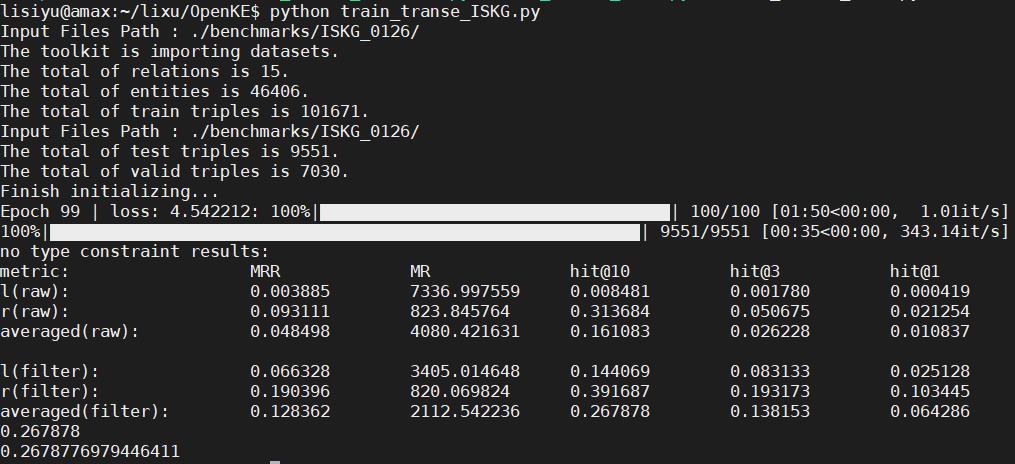 lisiyu@amax:~/lixu/OpenKE$ python train_transe_ISKG.py
Input Files Path : ./benchmarks/ISKG_0126/
The toolkit is importing datasets.
The total of relations is 15.
The total of entities is 46406.
The total of train triples is 101671.
Input Files Path : ./benchmarks/ISKG_0126/
The total of test triples is 9551.
The total of valid triples is 7030.
Finish initializing...
Epoch 99 | loss: 4.542212: 100%|██████████| 100/100 [01:50<00:00,  1.01it/s]
100%|██████████| 9551/9551 [00:35<00:00, 343.14it/s]
no type constraint results:
metric: MRR MR hit@10 hit@3 hit@1
l(raw): 0.003885 7336.997559 0.008481 0.001780 0.000419
r(raw): 0.093111 823.845764 0.313684 0.050675 0.021254
averaged(raw): 0.048498 4080.421631 0.161083 0.026228 0.010837
l(filter): 0.066328 3405.014648 0.144069 0.083133 0.025128
r(filter): 0.190396 820.069824 0.391687 0.193173 0.103445
averaged(filter): 0.128362 2112.542236 0.267878 0.138153 0.064286
0.267878
0.2678776979446411